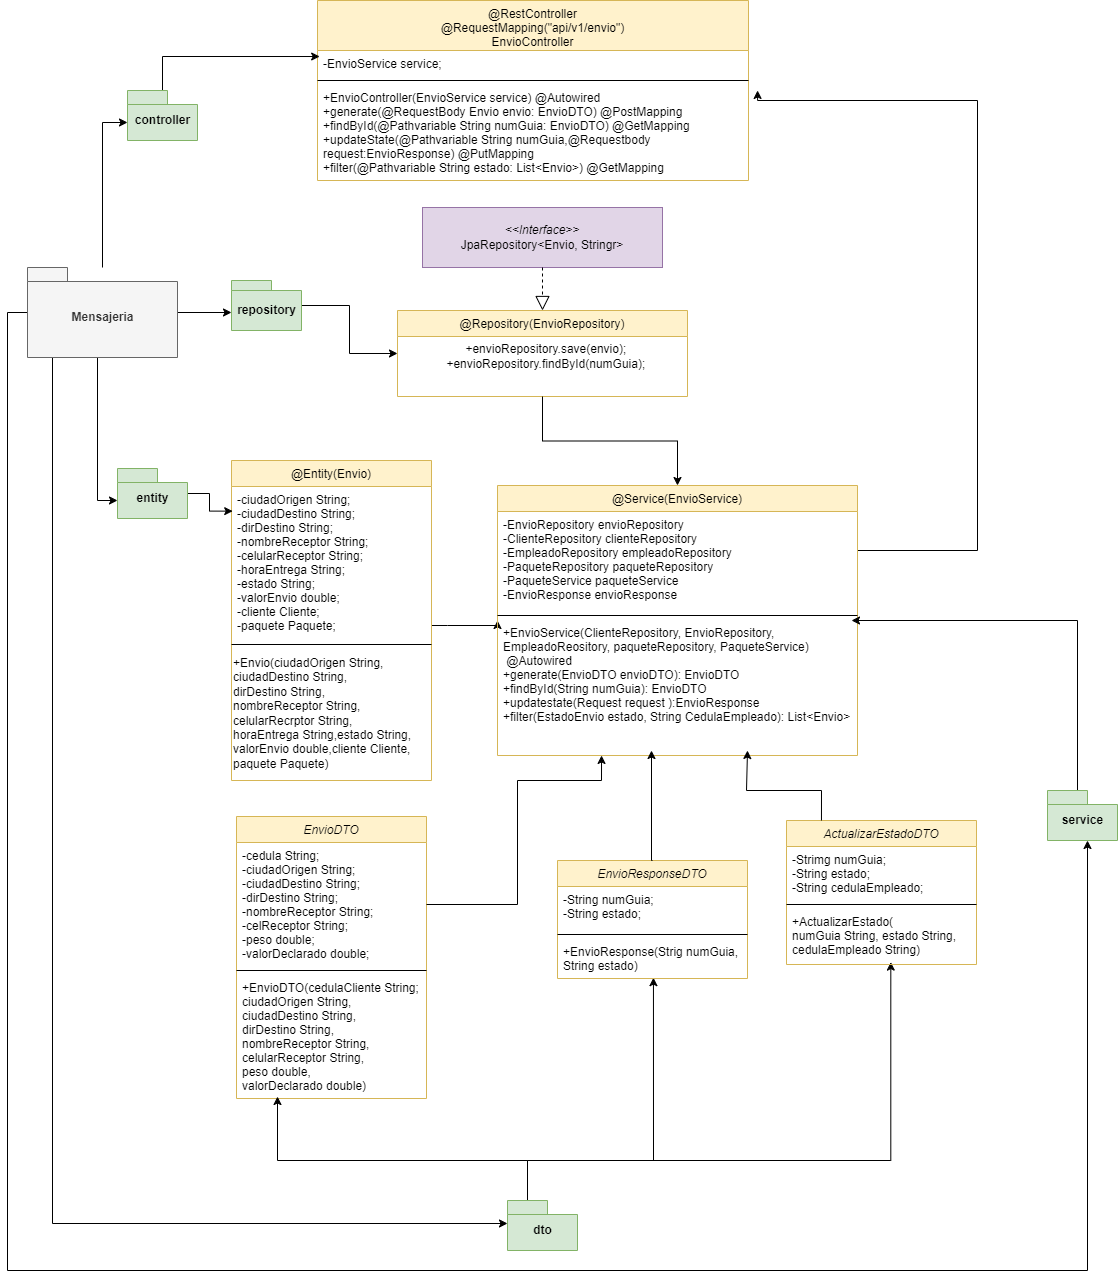 @RestController
@RequestMapping("api/v1/envio")
EnvioController
-EnvioService service;
+EnvioController(EnvioService service) @Autowired
+generate(@RequestBody Envio envio: EnvioDTO) @PostMapping
+findById(@Pathvariable String numGuia: EnvioDTO) @GetMapping
+updateState(@Pathvariable String numGuia,@Requestbody
request:EnvioResponse) @PutMapping
+filter(@Pathvariable String estado: List<Envio>) @GetMapping
controller
<<Interface>>
JpaRepository<Envio, Stringr>
Mensajeria
repository
@Repository(EnvioRepository)
+envioRepository.save(envio);
+envioRepository.findById(numGuia);
entity
@Entity(Envio)
-ciudadOrigen String;
-ciudadDestino String;
-dirDestino String;
-nombreReceptor String;
-celularReceptor String;
-horaEntrega String;
-estado String;
-valorEnvio double;
-cliente Cliente;
-paquete Paquete;
+Envio(ciudadOrigen String,
ciudadDestino String,
dirDestino String,
nombreReceptor String,
celularRecrptor String,
horaEntrega String,estado String,
valorEnvio double,cliente Cliente,
paquete Paquete)
@Service(EnvioService)
-EnvioRepository envioRepository
-ClienteRepository clienteRepository
-EmpleadoRepository empleadoRepository
-PaqueteRepository paqueteRepository
-PaqueteService paqueteService
-EnvioResponse envioResponse
+EnvioService(ClienteRepository, EnvioRepository,
EmpleadoReository, paqueteRepository, PaqueteService)
@Autowired
+generate(EnvioDTO envioDTO): EnvioDTO
+findById(String numGuia): EnvioDTO
+updatestate(Request request ):EnvioResponse
+filter(EstadoEnvio estado, String CedulaEmpleado): List<Envio>
service
EnvioDTO
-cedula String;
-ciudadOrigen String;
-ciudadDestino String;
-dirDestino String;
-nombreReceptor String;
-celReceptor String;
-peso double;
-valorDeclarado double;
+EnvioDTO(cedulaCliente String;
ciudadOrigen String,
ciudadDestino String,
dirDestino String,
nombreReceptor String,
celularReceptor String,
peso double,
valorDeclarado double)
EnvioResponseDTO
-String numGuia;
-String estado;
+EnvioResponse(Strig numGuia,
String estado)
ActualizarEstadoDTO
-Strimg numGuia;
-String estado;
-String cedulaEmpleado;
+ActualizarEstado(
numGuia String, estado String,
cedulaEmpleado String)
dto